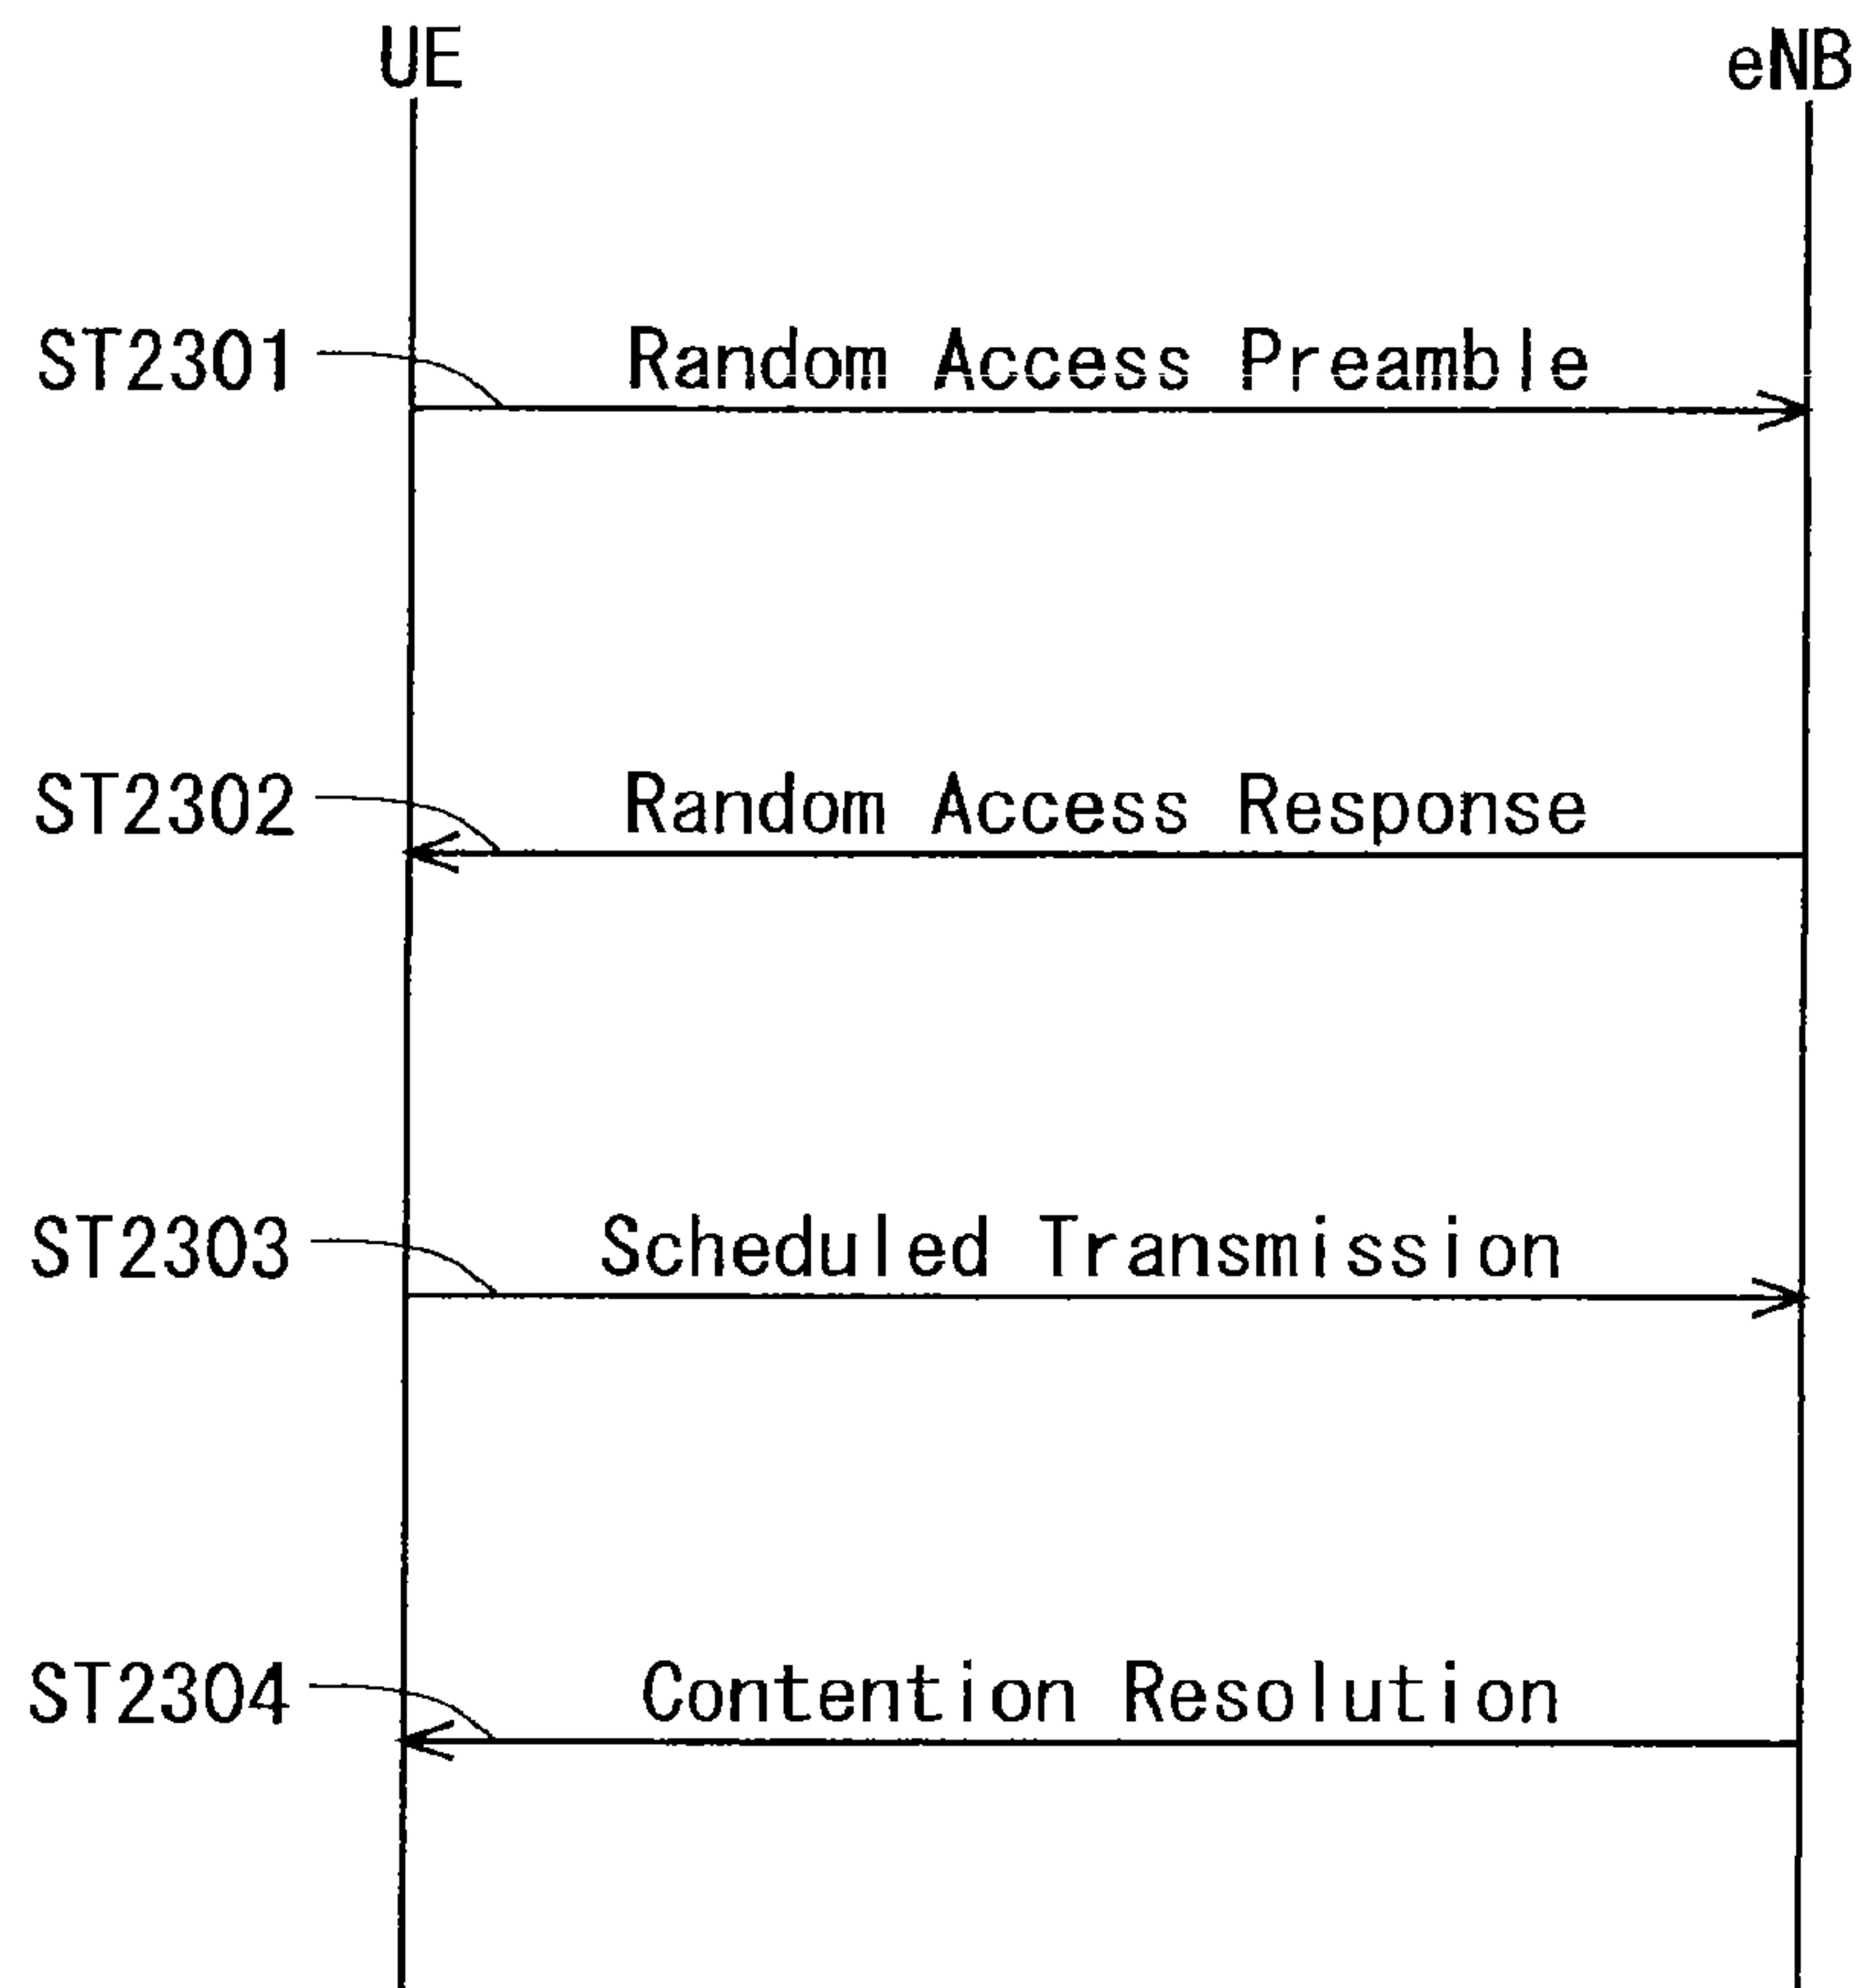 UE eNB
ST2301 Random Access Preamble
ST2302 Random Access Response
ST2303 Scheduled Transmission
ST2304 Contention Resolution